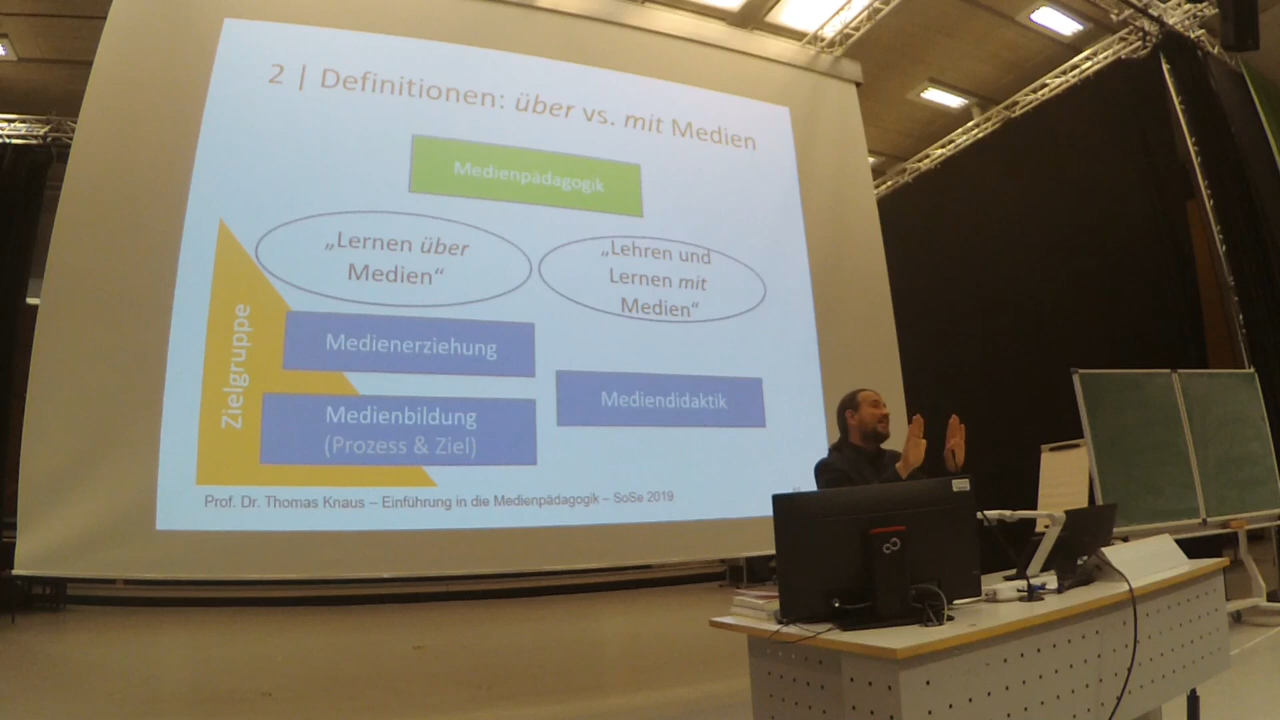 2 | Definitionen: über vs. mit Medien
Medienpädagogik
„Lernen über
Medien“
„Lehren und
Lernen mit
Medien“
Zielgruppe
Medienerziehung
Medienbildung
(Prozess & Ziel)
Mediendidaktik
Prof. Dr. Thomas Knaus – Einführung in die Medienpädagogik – SoSe 2019